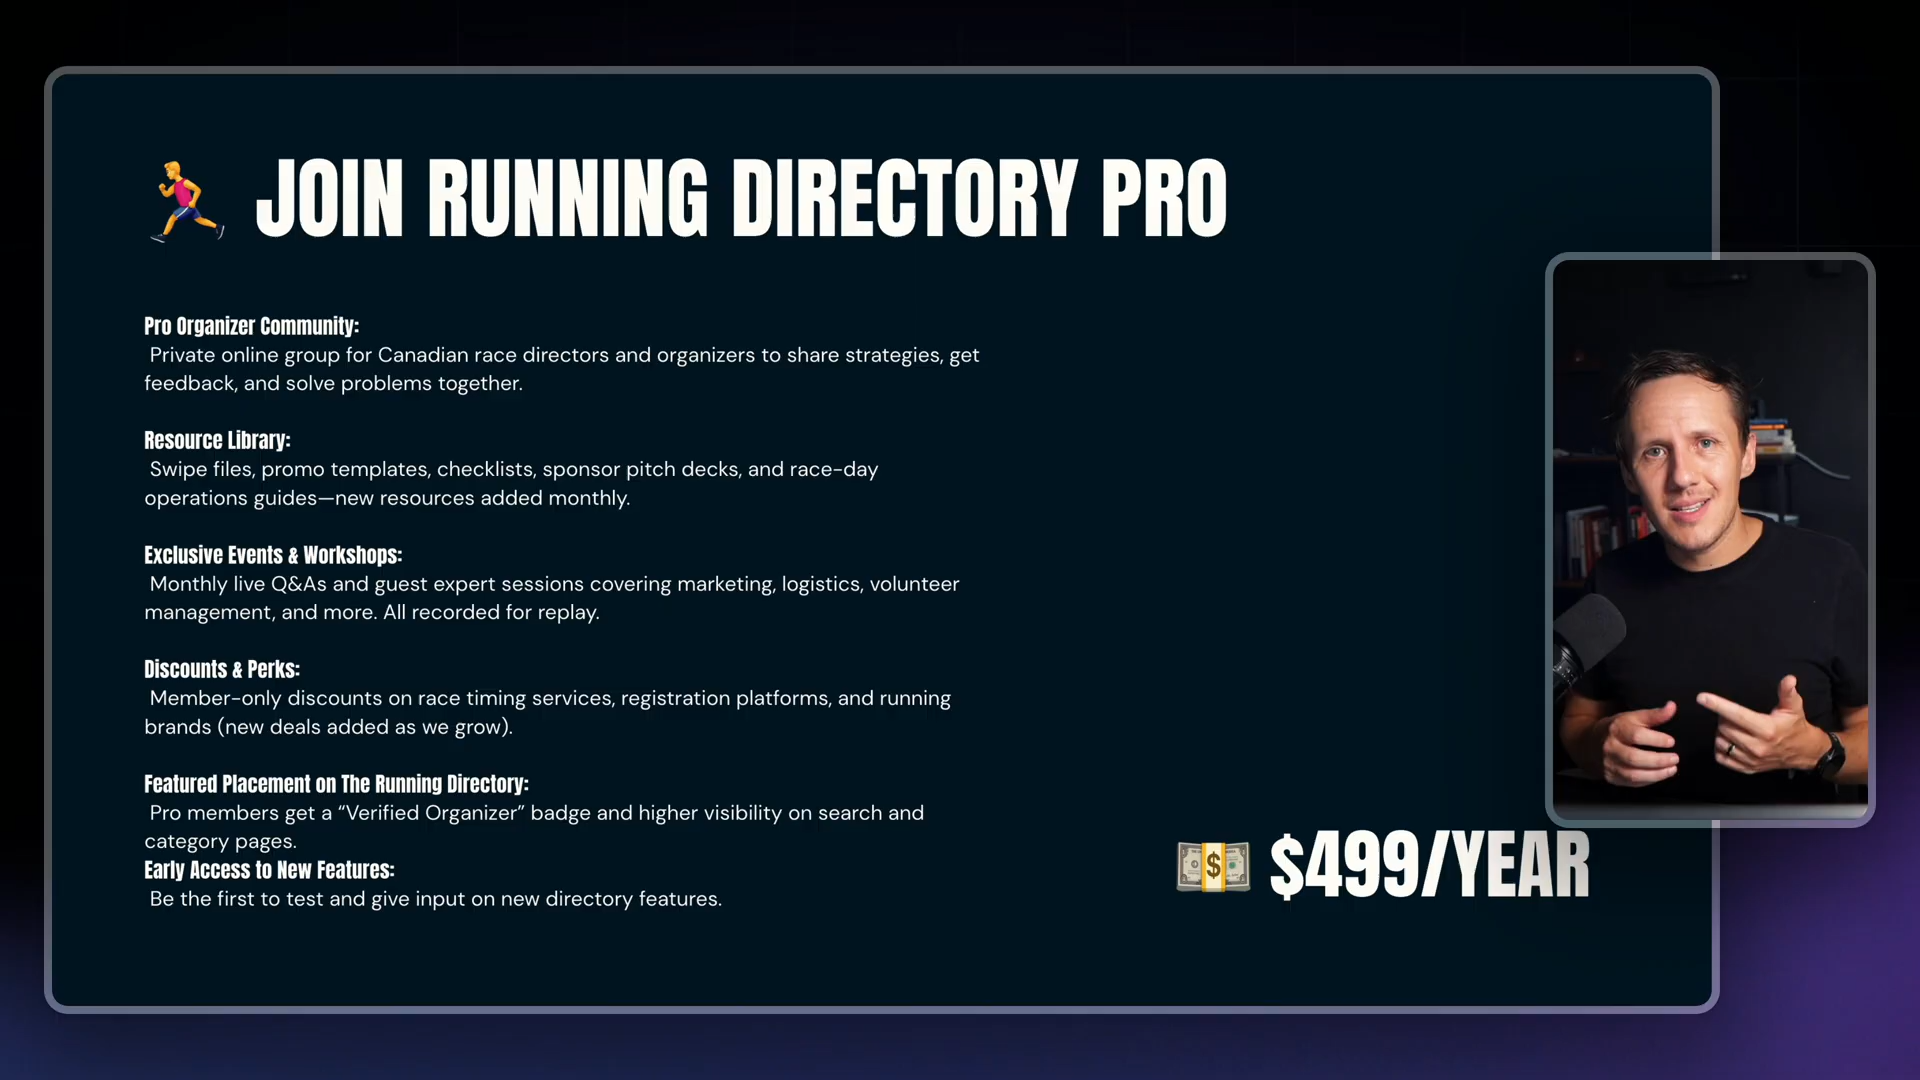 JOIN RUNNING DIRECTORY PRO
Pro Organizer Community:
Private online group for Canadian race directors and organizers to share strategies, get
feedback, and solve problems together.
Resource Library:
Swipe files, promo templates, checklists, sponsor pitch decks, and race-day
operations guides—new resources added monthly.
Exclusive Events & Workshops:
Monthly live Q&As and guest expert sessions covering marketing, logistics, volunteer
management, and more. All recorded for replay.
Discounts & Perks:
Member-only discounts on race timing services, registration platforms, and running
brands (new deals added as we grow).
Featured Placement on The Running Directory:
Pro members get a “Verified Organizer” badge and higher visibility on search and
category pages.
Early Access to New Features:
Be the first to test and give input on new directory features.
$499/YEAR